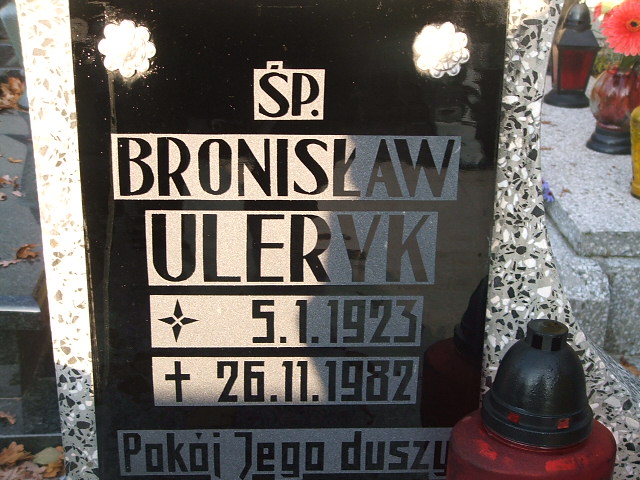 ŚP.
BRONISŁAW
ULERYK
5.1.1923
† 26.11.1982
Pokój Jego duszy